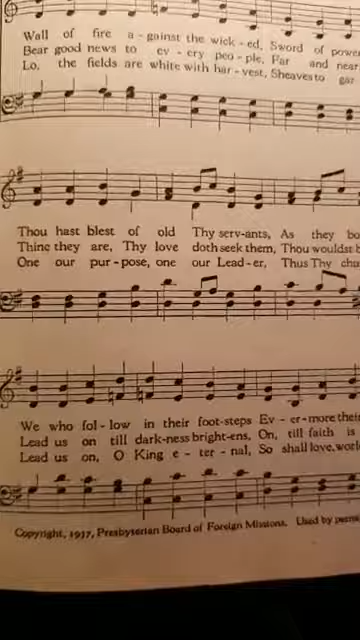 Wall of fire a - gainst the wick - ed, Sword of power
Bear good news to ev - ery peo - ple, Far and near
Lo, the fields are white with har - vest, Sheaves to
Thou hast blest of old Thy serv - ants, As they
Thine they are, Thy love doth seek them, Thou wouldst
One our pur - pose, one our Lead - er, Thus Thy
We who fol - low in their foot - steps Ev - er - more their
Lead us on till dark - ness bright - ens, On, till faith is
Lead us on, O King e - ter - nal, So shall love,
Copyright, 1937, Presbyterian Board of Foreign Missions. Used by